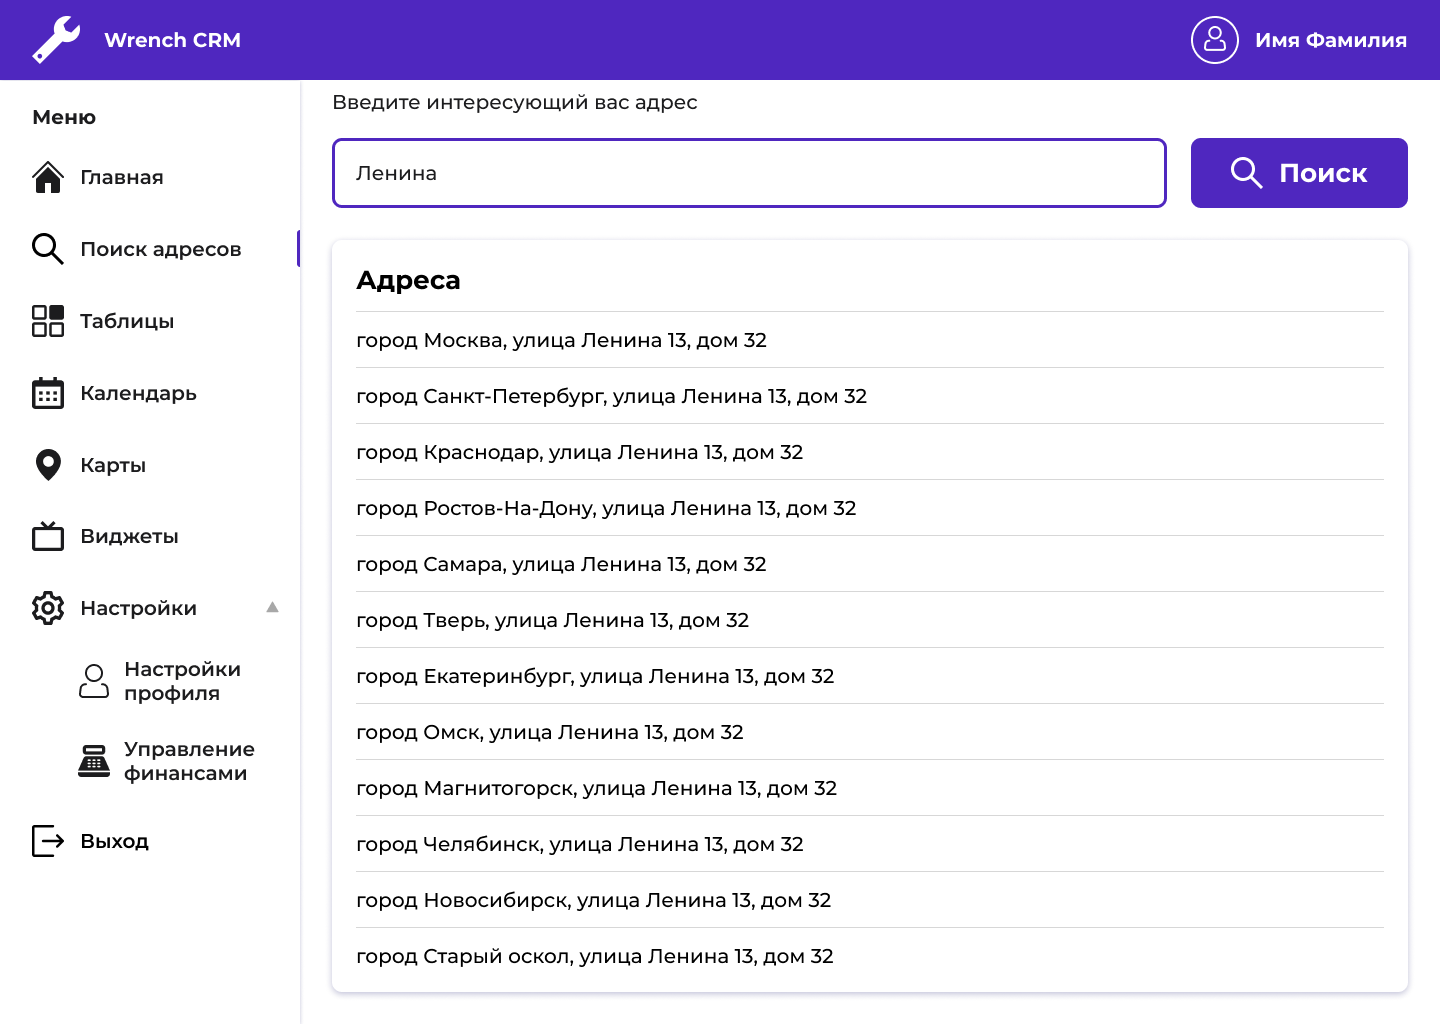 Wrench CRM
Имя Фамилия
Меню
Главная
Поиск адресов
Таблицы
Календарь
Карты
Виджеты
Настройки
Настройки
профиля
Управление
финансами
Выход
Введите интересующий вас адрес
Ленина
Поиск
Адреса
город Москва, улица Ленина 13, дом 32
город Санкт-Петербург, улица Ленина 13, дом 32
город Краснодар, улица Ленина 13, дом 32
город Ростов-На-Дону, улица Ленина 13, дом 32
город Самара, улица Ленина 13, дом 32
город Тверь, улица Ленина 13, дом 32
город Екатеринбург, улица Ленина 13, дом 32
город Омск, улица Ленина 13, дом 32
город Магнитогорск, улица Ленина 13, дом 32
город Челябинск, улица Ленина 13, дом 32
город Новосибирск, улица Ленина 13, дом 32
город Старый оскол, улица Ленина 13, дом 32